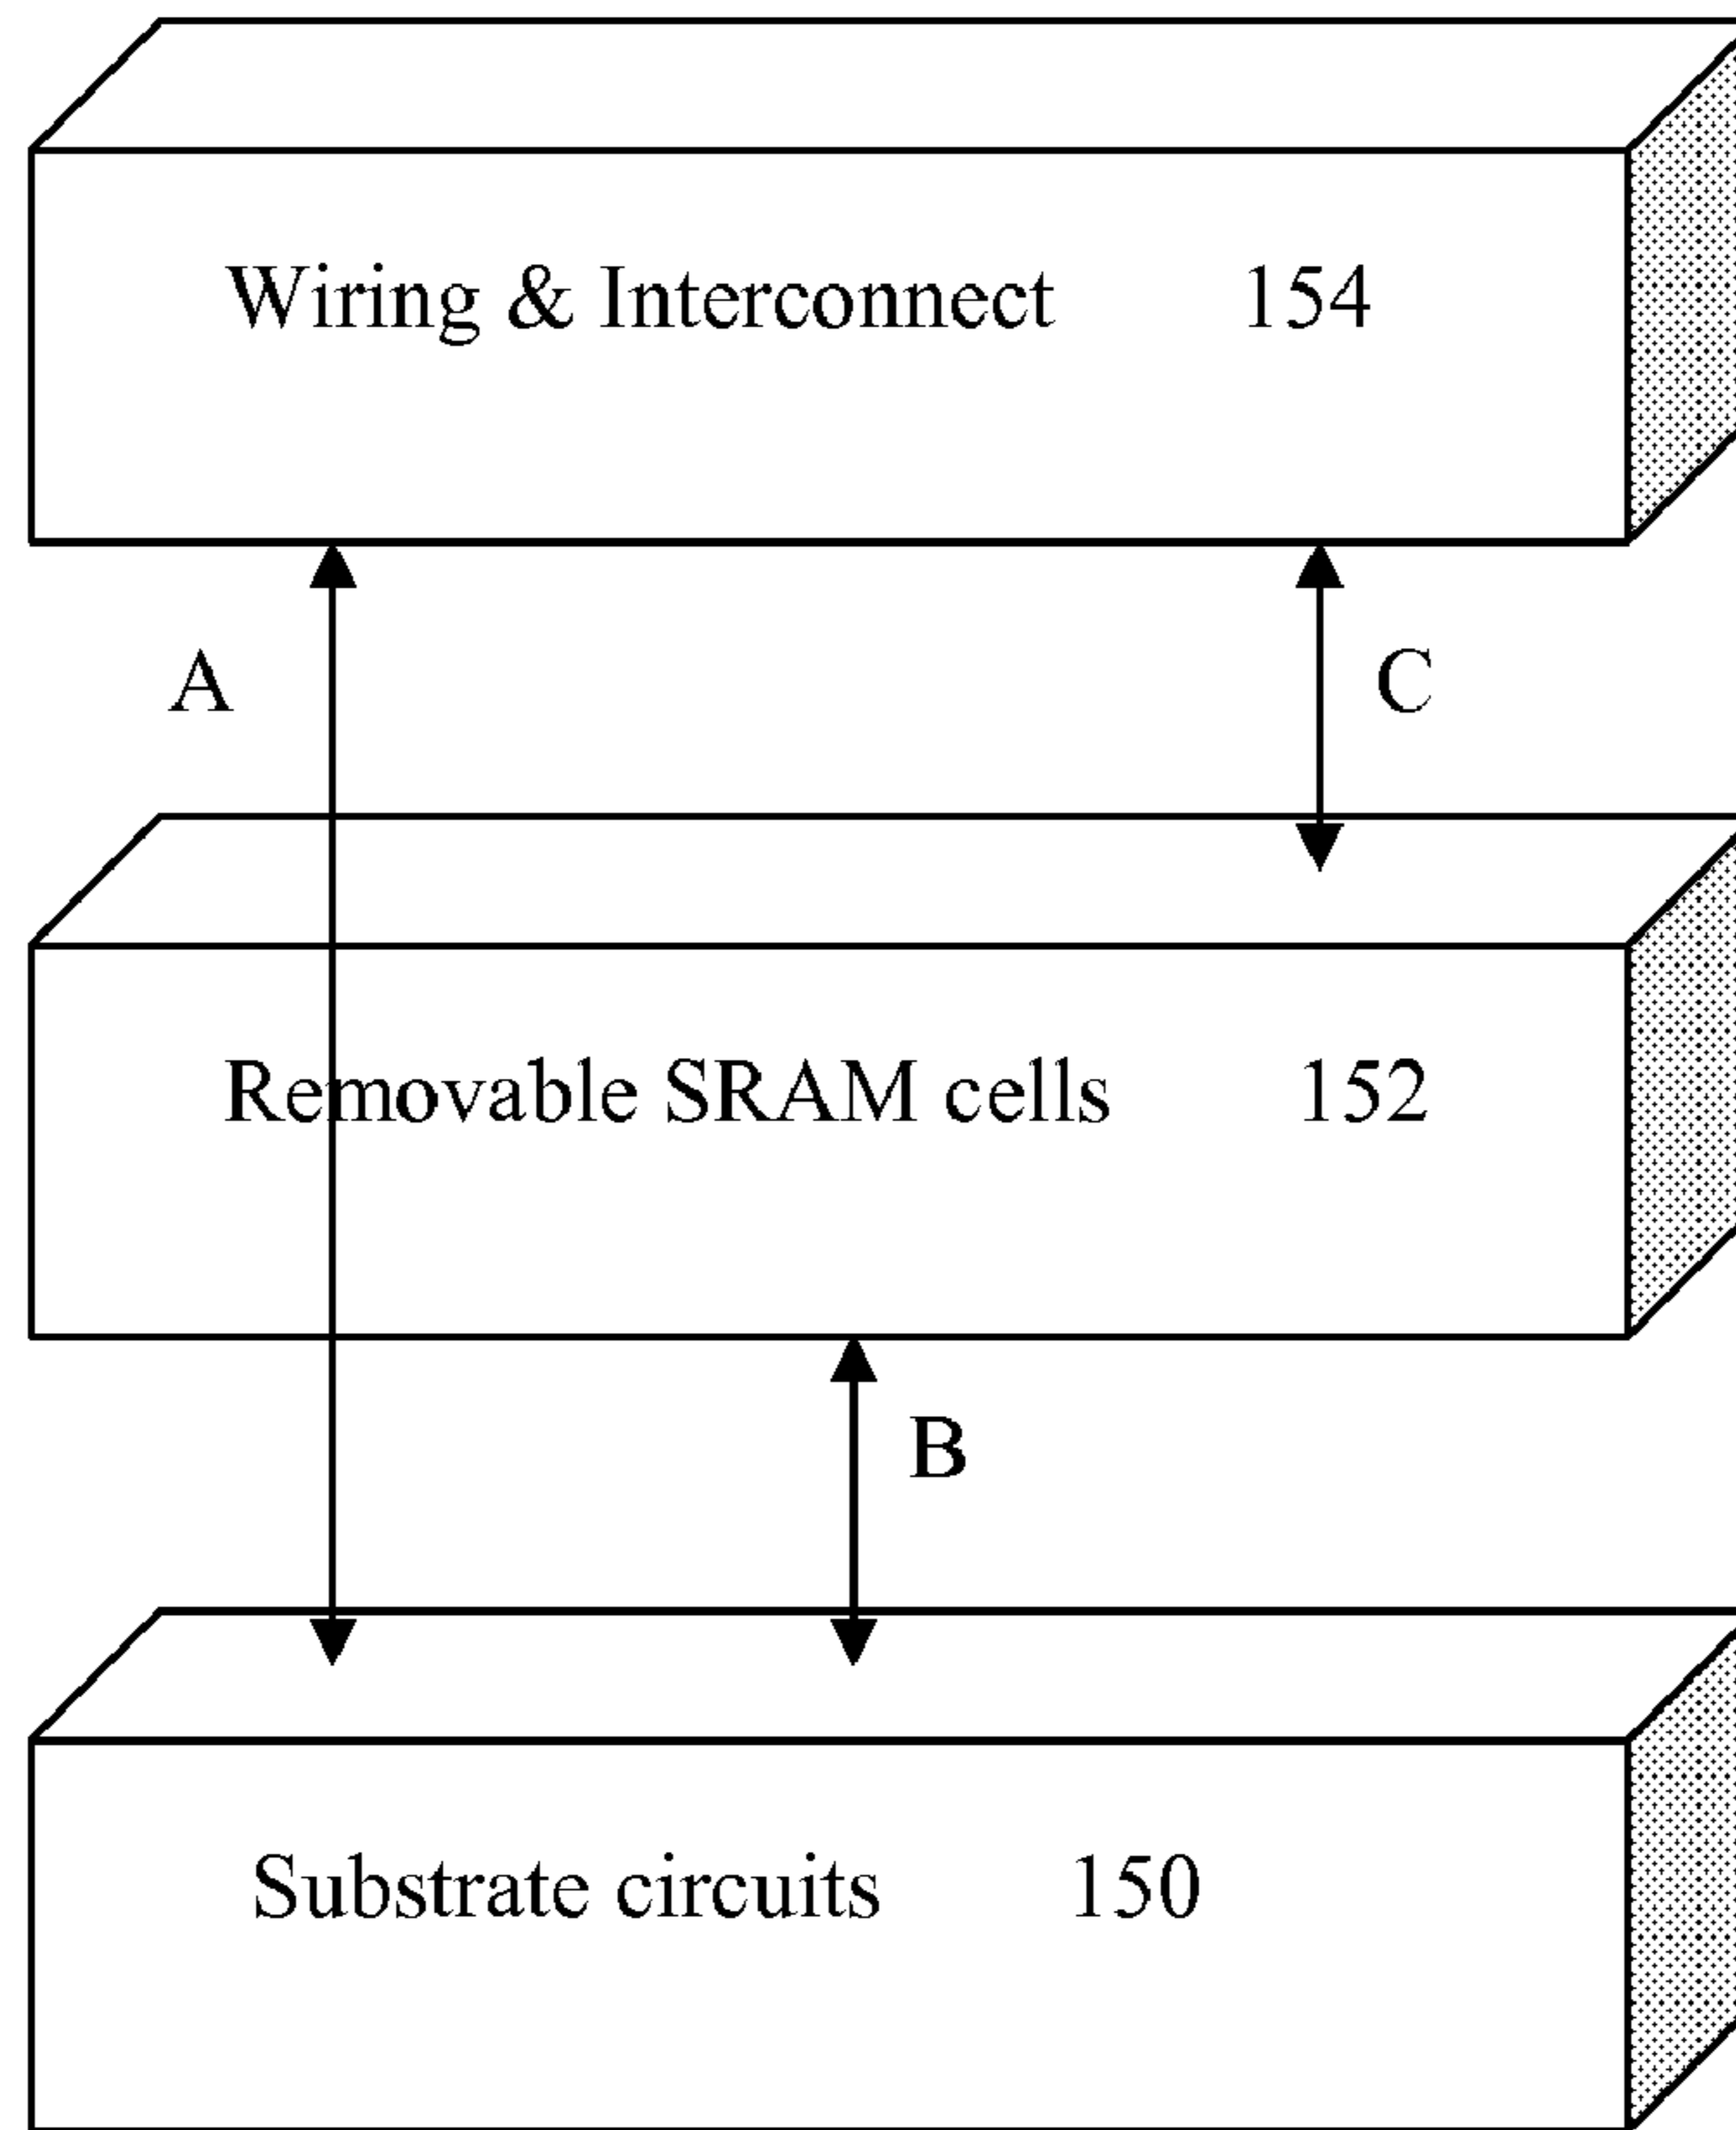 Wiring & Interconnect 154
A
C
Removable SRAM cells 152
B
Substrate circuits 150